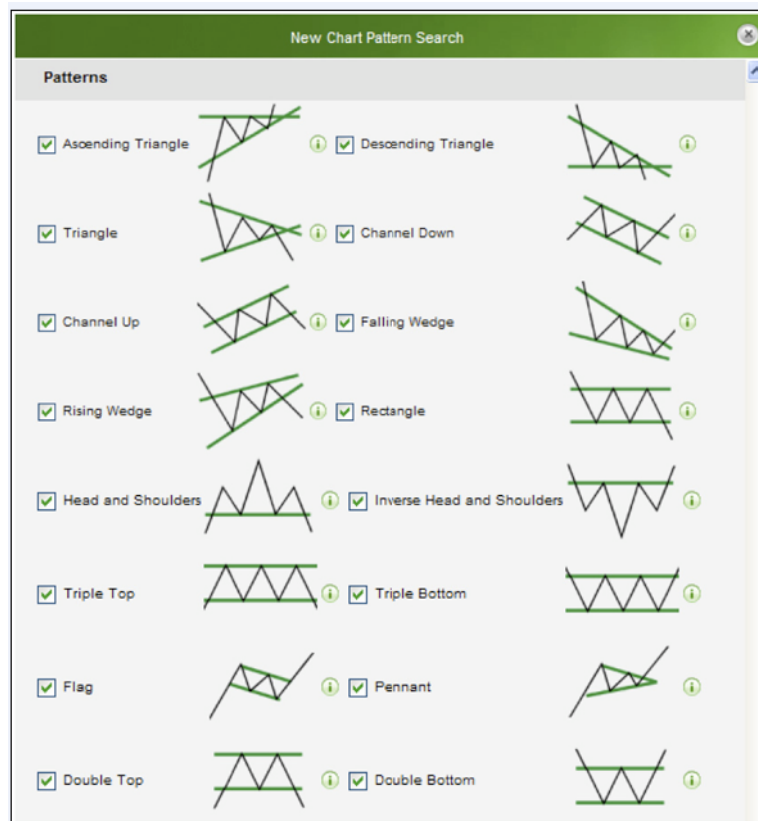 New Chart Pattern Search
Patterns
Ascending Triangle
Descending Triangle
Triangle
Channel Down
Channel Up
Falling Wedge
Rising Wedge
Rectangle
Head and Shoulders
Inverse Head and Shoulders
Triple Top
Triple Bottom
Flag
Pennant
Double Top
Double Bottom